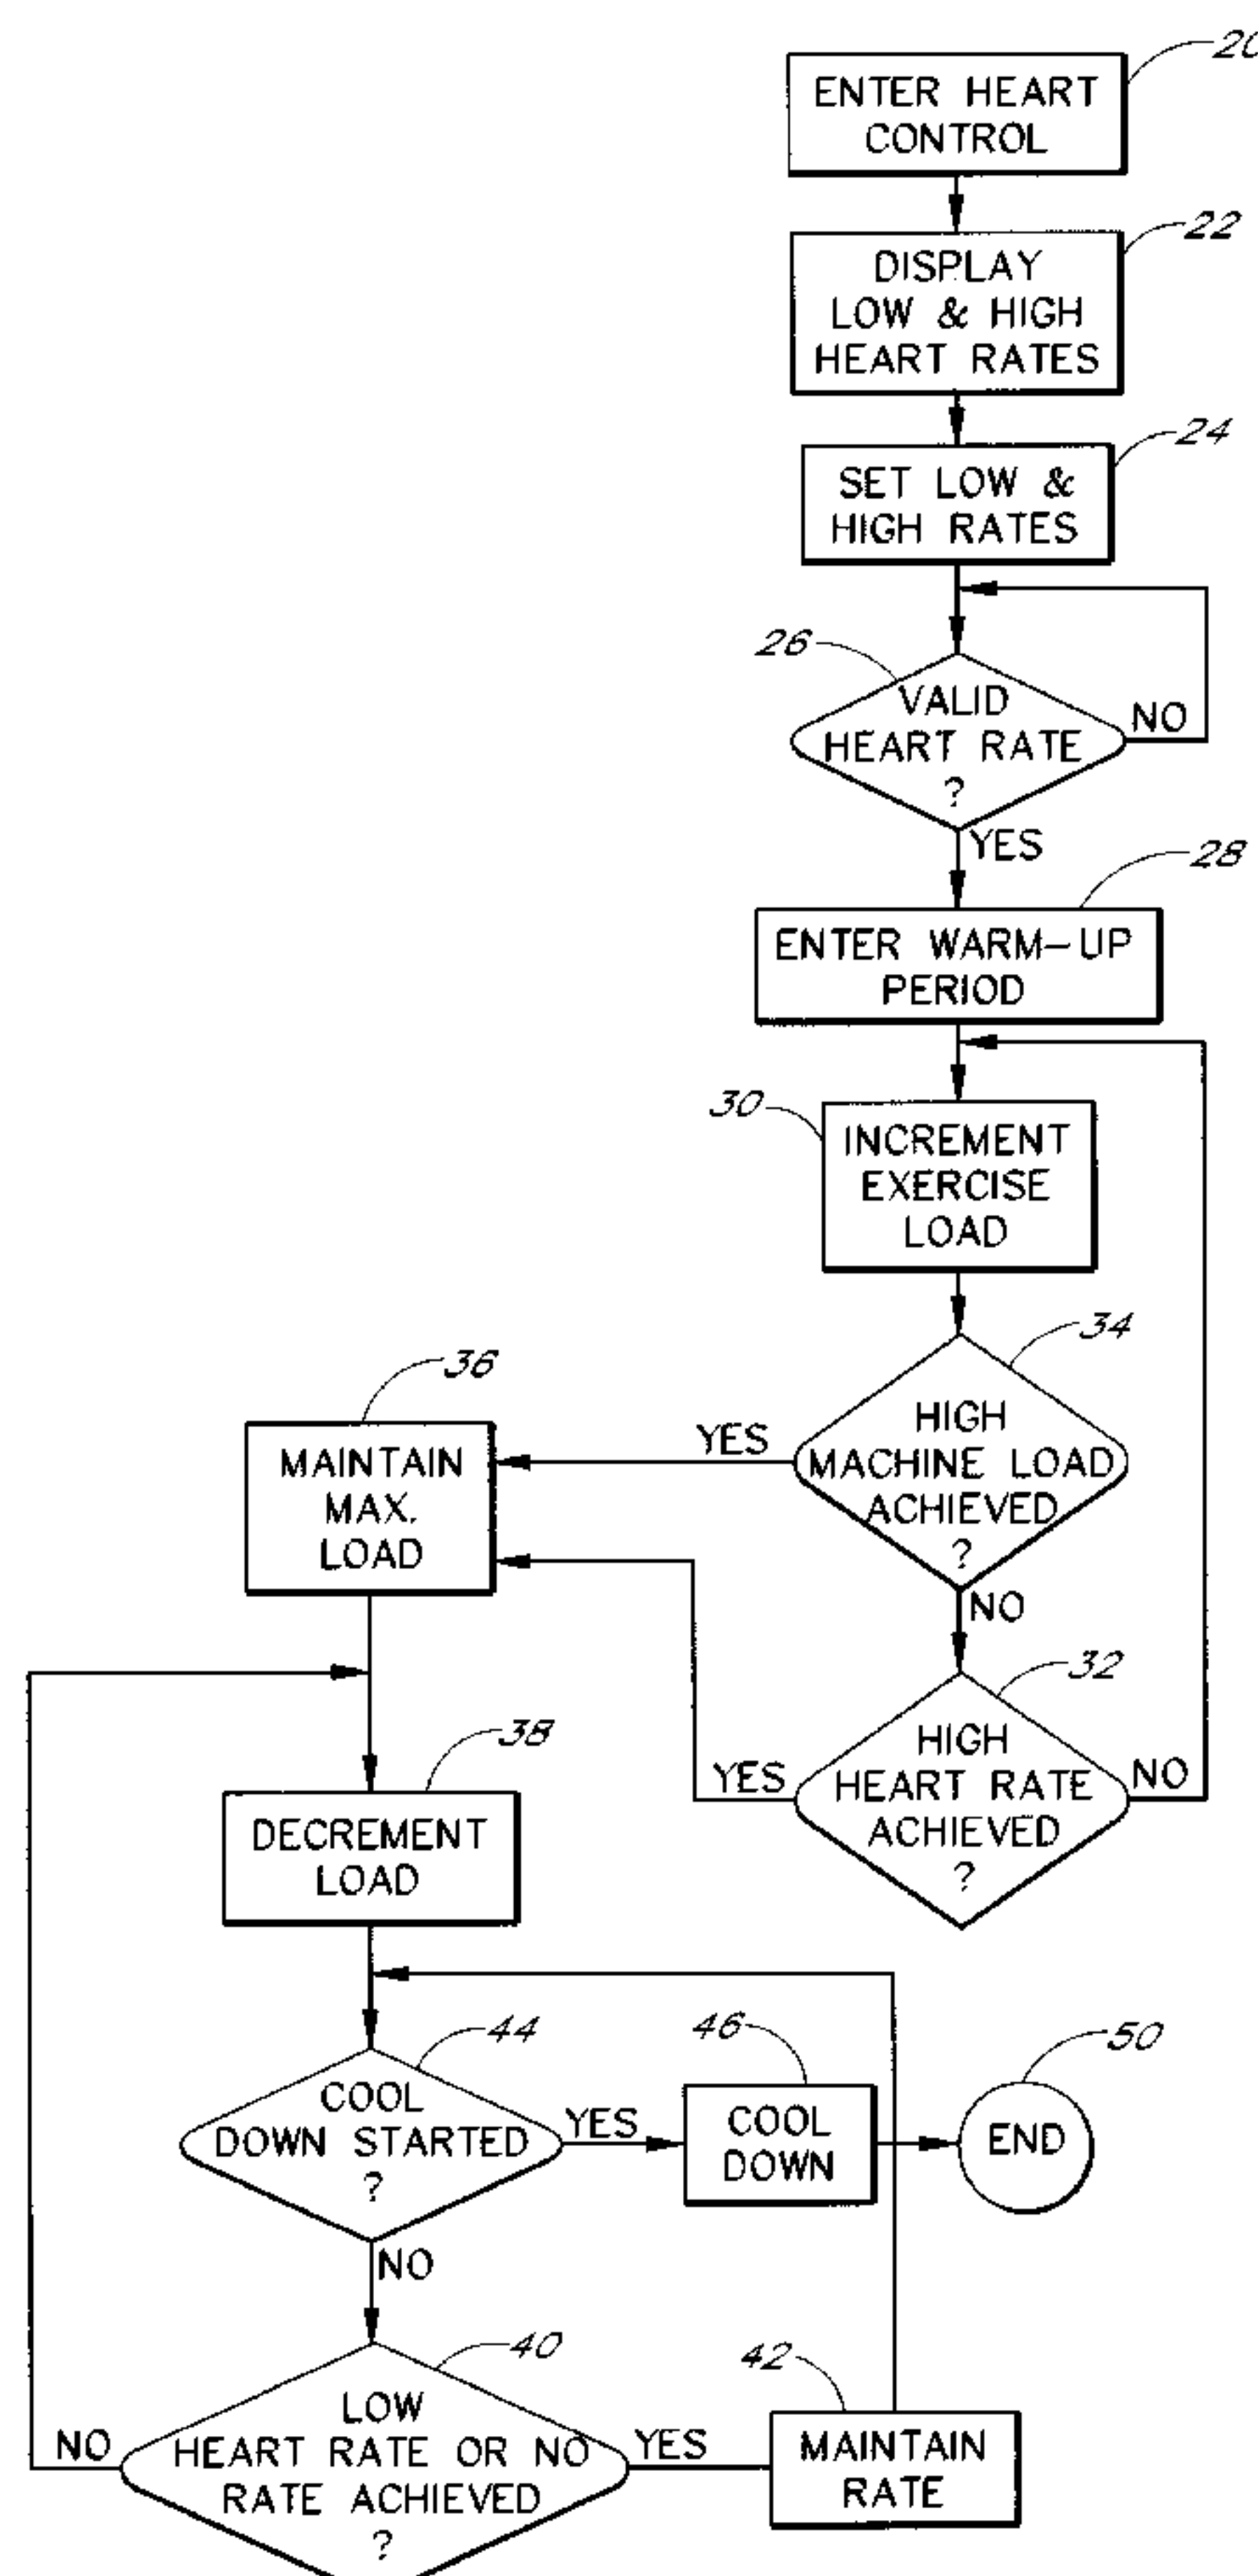 20
ENTER HEART
CONTROL
22
DISPLAY
LOW & HIGH
HEART RATES
24
SET LOW &
HIGH RATES
26
VALID
HEART RATE
?
NO
YES
28
ENTER WARM-UP
PERIOD
30
INCREMENT
EXERCISE
LOAD
34
HIGH
MACHINE LOAD
ACHIEVED
?
YES
NO
36
MAINTAIN
MAX.
LOAD
32
HIGH
HEART RATE
ACHIEVED
?
YES
NO
38
DECREMENT
LOAD
44
COOL
DOWN STARTED
?
YES
NO
46
COOL
DOWN
50
END
40
LOW
HEART RATE OR NO
RATE ACHIEVED
?
NO
YES
42
MAINTAIN
RATE